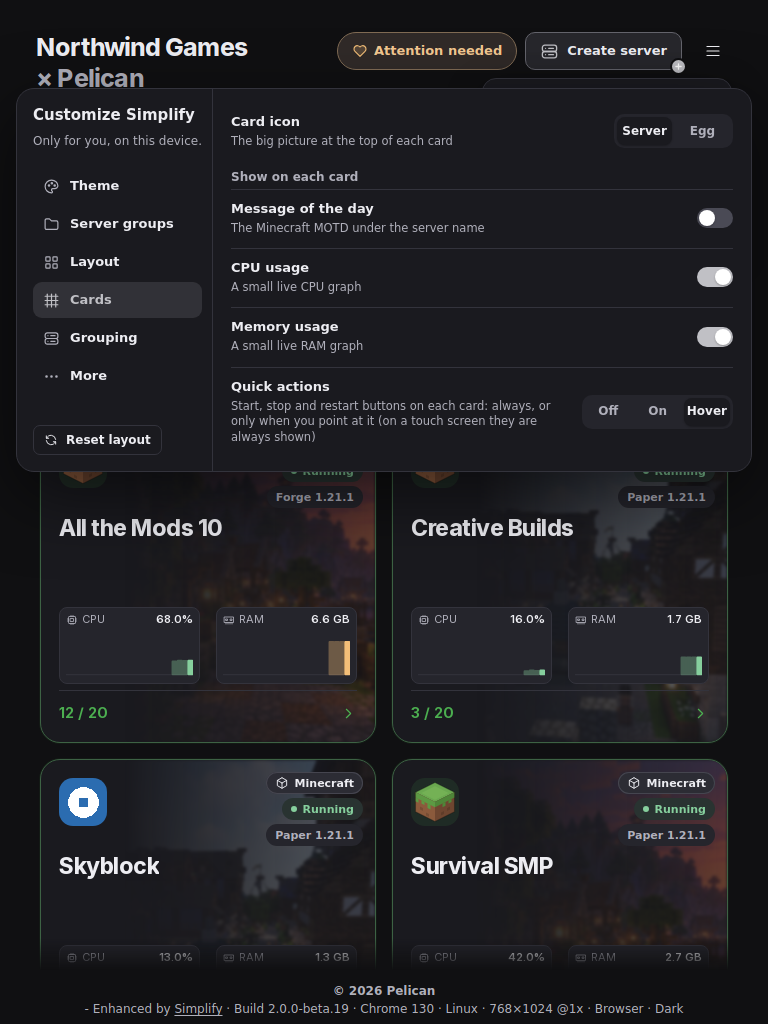 Northwind Games
× Pelican
Attention needed
Create server
Customize Simplify
Only for you, on this device.
Theme
Server groups
Layout
Cards
Grouping
More
Reset layout
Card icon
The big picture at the top of each card
Server
Egg
Show on each card
Message of the day
The Minecraft MOTD under the server name
CPU usage
A small live CPU graph
Memory usage
A small live RAM graph
Quick actions
Start, stop and restart buttons on each card: always, or
only when you point at it (on a touch screen they are
always shown)
Off
On
Hover
Running
Forge 1.21.1
All the Mods 10
CPU
68.0%
RAM
6.6 GB
12 / 20
Running
Paper 1.21.1
Creative Builds
CPU
16.0%
RAM
1.7 GB
3 / 20
Minecraft
Running
Paper 1.21.1
Skyblock
CPU
13.0%
RAM
1.3 GB
Minecraft
Running
Paper 1.21.1
Survival SMP
CPU
42.0%
RAM
2.7 GB
© 2026 Pelican
- Enhanced by Simplify · Build 2.0.0-beta.19 · Chrome 130 · Linux · 768×1024 @1x · Browser · Dark